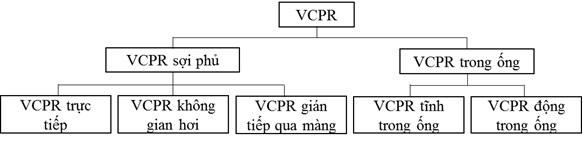 VCPR
VCPR sợi phủ
VCPR trong ống
VCPR trực
tiếp
VCPR không
gian hơi
VCPR gián
tiếp qua màng
VCPR tĩnh
trong ống
VCPR động
trong ống